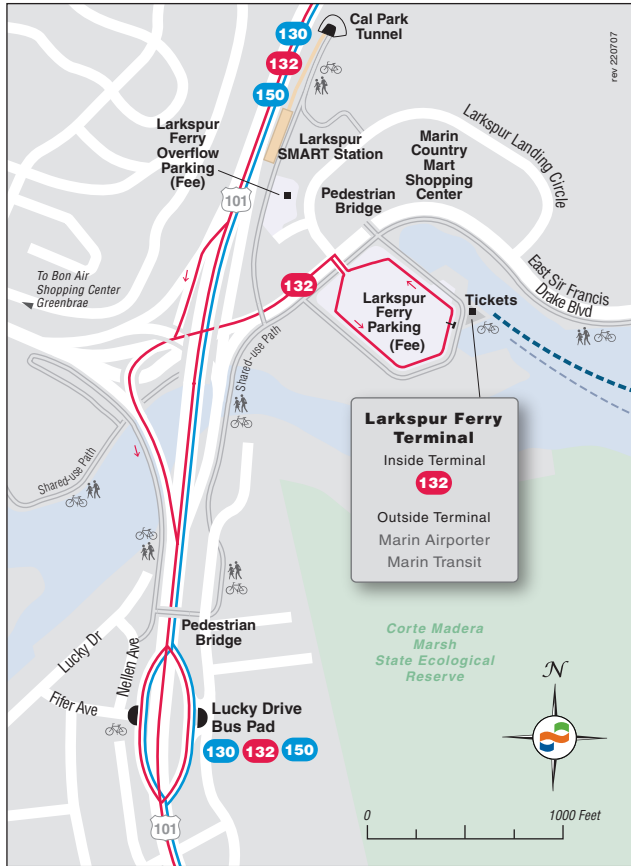 Cal Park
Tunnel
rev 220707
130
132
150
Larkspur
Ferry
Overflow
Parking
(Fee)
Larkspur
SMART Station
Marin
Country
Mart
Shopping
Center
Larkspur Landing Circle
Pedestrian
Bridge
101
To Bon Air
Shopping Center
Greenbrae
132
Larkspur
Ferry
Parking
(Fee)
Tickets
East Sir Francis
Drake Blvd
Shared-use Path
Shared-use Path
Larkspur Ferry
Terminal
Inside Terminal
132
Outside Terminal
Marin Airporter
Marin Transit
Pedestrian
Bridge
Lucky Dr
Nellen Ave
Fifer Ave
Corte Madera
Marsh
State Ecological
Reserve
N
Lucky Drive
Bus Pad
130 132 150
101
0 1000 Feet